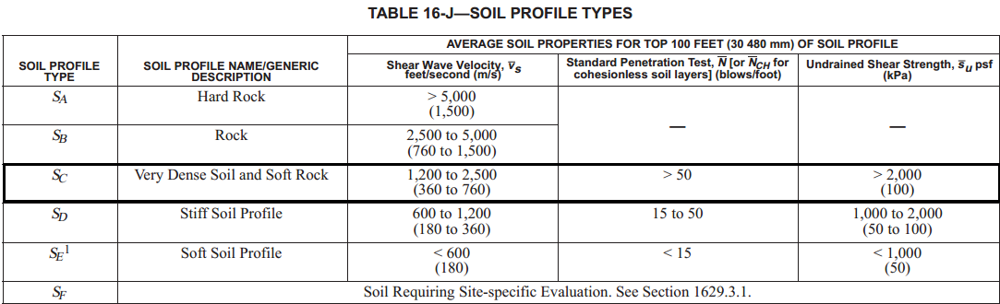 TABLE 16-J—SOIL PROFILE TYPES
AVERAGE SOIL PROPERTIES FOR TOP 100 FEET (30 480 mm) OF SOIL PROFILE
SOIL PROFILE
TYPE
SOIL PROFILE NAME/GENERIC
DESCRIPTION
Shear Wave Velocity, v̅s
feet/second (m/s)
Standard Penetration Test, N̅ [or N̅CH for
cohesionless soil layers] (blows/foot)
Undrained Shear Strength, s̅u psf
(kPa)
SA Hard Rock > 5,000
(1,500)
— —
SB Rock 2,500 to 5,000
(760 to 1,500)
SC Very Dense Soil and Soft Rock 1,200 to 2,500 > 50 > 2,000
(360 to 760) (100)
SD Stiff Soil Profile 600 to 1,200 15 to 50 1,000 to 2,000
(180 to 360) (50 to 100)
SE1 Soft Soil Profile < 600 < 15 < 1,000
(180) (50)
SF Soil Requiring Site-specific Evaluation. See Section 1629.3.1.